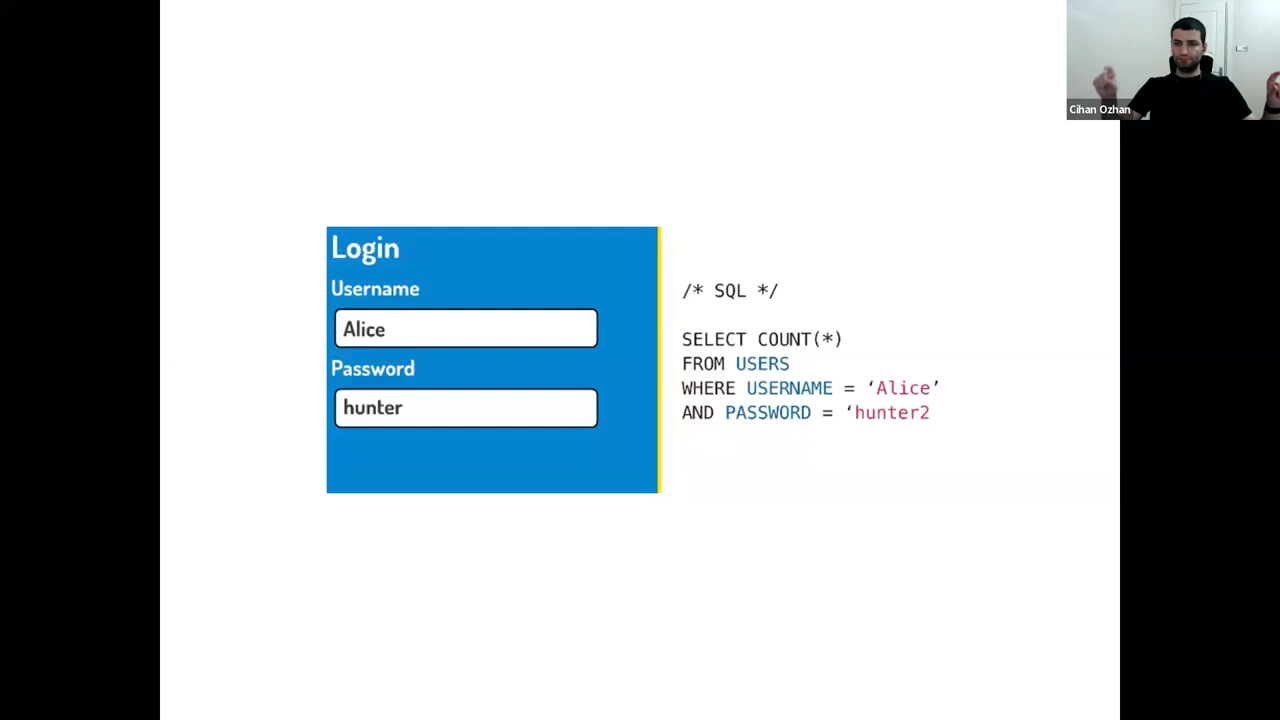 Cihan Ozhan
Login
Username
Alice
Password
hunter
/* SQL */
SELECT COUNT(*)
FROM USERS
WHERE USERNAME = ‘Alice’
AND PASSWORD = ‘hunter2